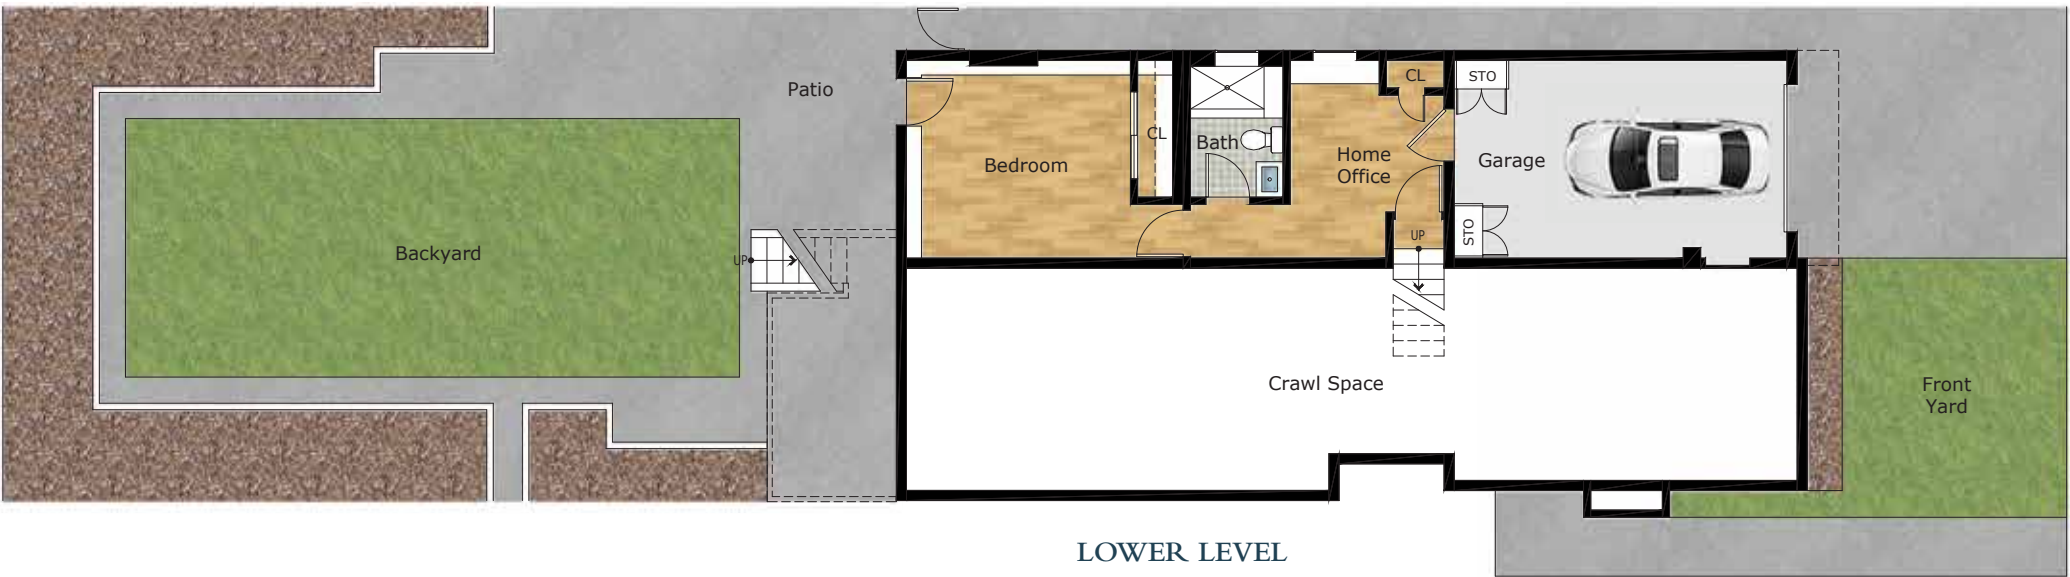 Patio
CL
STO
CL
Bath
Bedroom
Home
Office
Garage
STO
UP
Backyard
UP
Crawl Space
Front
Yard
LOWER LEVEL